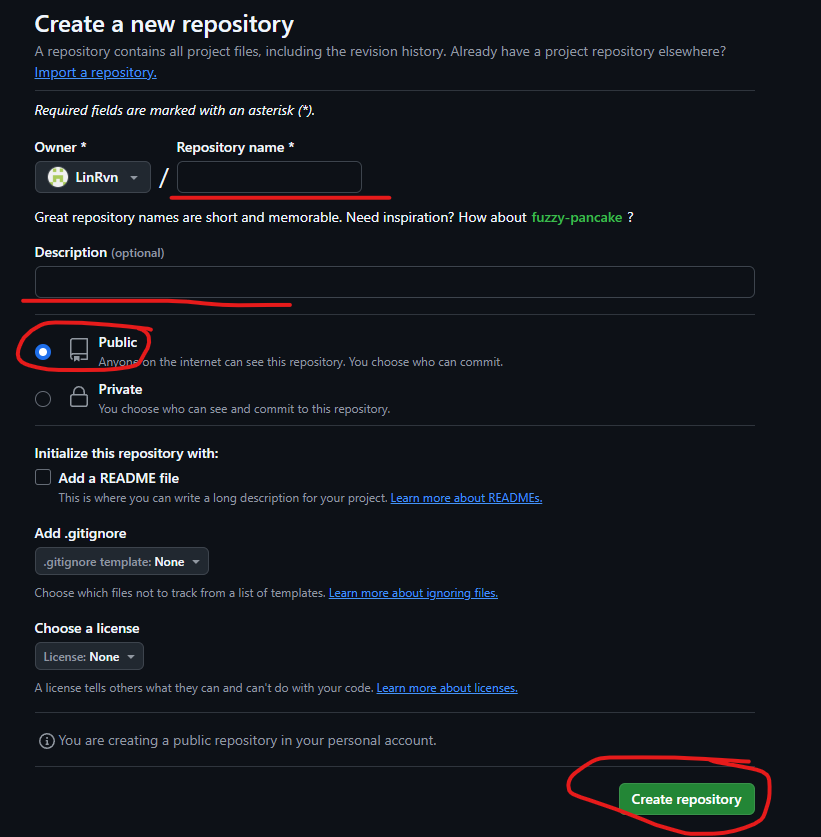 Create a new repository
A repository contains all project files, including the revision history. Already have a project repository elsewhere?
Import a repository.
Required fields are marked with an asterisk (*).
Owner * Repository name *
LinRvn /
Great repository names are short and memorable. Need inspiration? How about fuzzy-pancake ?
Description (optional)
Public
Anyone on the internet can see this repository. You choose who can commit.
Private
You choose who can see and commit to this repository.
Initialize this repository with:
Add a README file
This is where you can write a long description for your project. Learn more about READMEs.
Add .gitignore
.gitignore template: None
Choose which files not to track from a list of templates. Learn more about ignoring files.
Choose a license
License: None
A license tells others what they can and can't do with your code. Learn more about licenses.
You are creating a public repository in your personal account.
Create repository